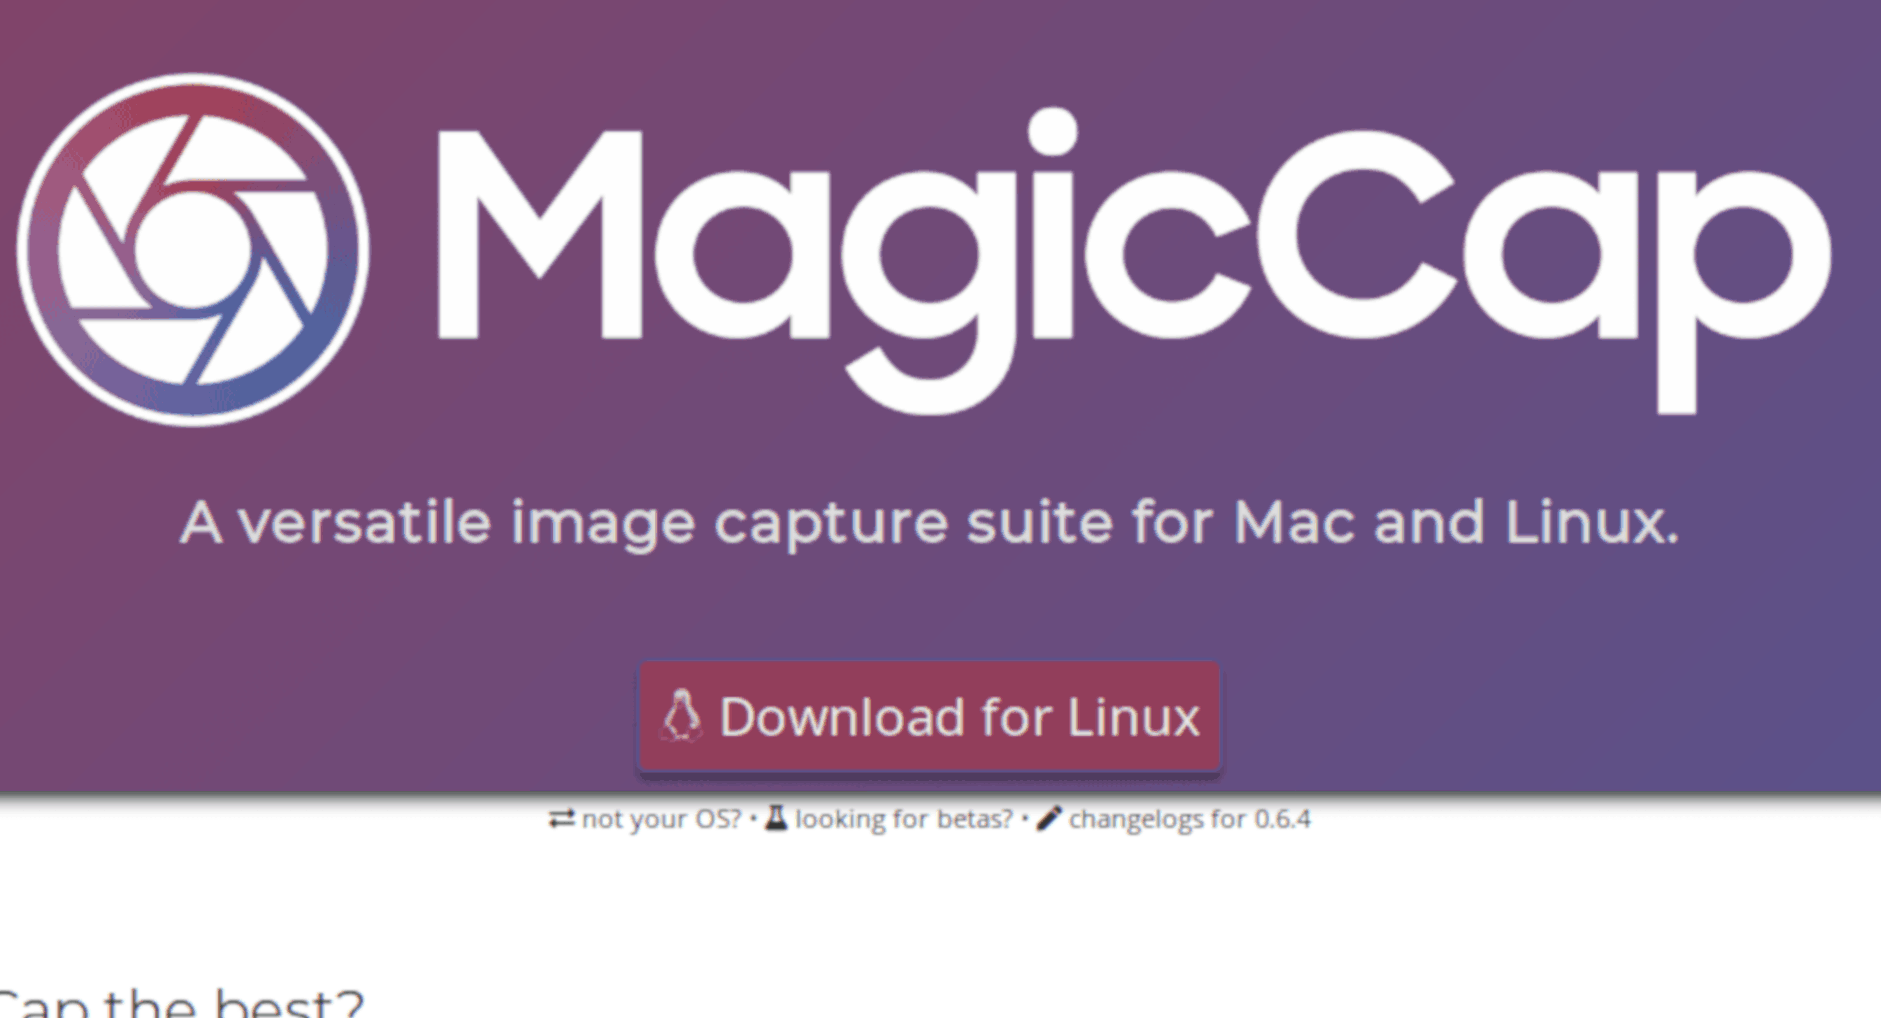 MagicCap
A versatile image capture suite for Mac and Linux.
Download for Linux
not your OS? • looking for betas? • changelogs for 0.6.4
Cap the best?